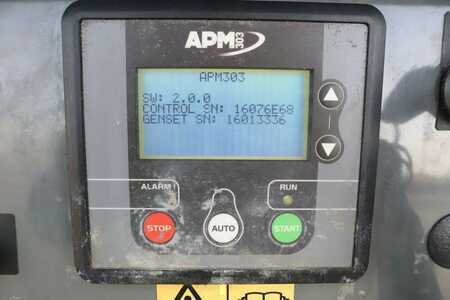 APM303
APM303
SW: 2.0.0
CONTROL SN: 16076E68
GENSET SN: 16013336
ALARM
RUN
STOP
AUTO
START